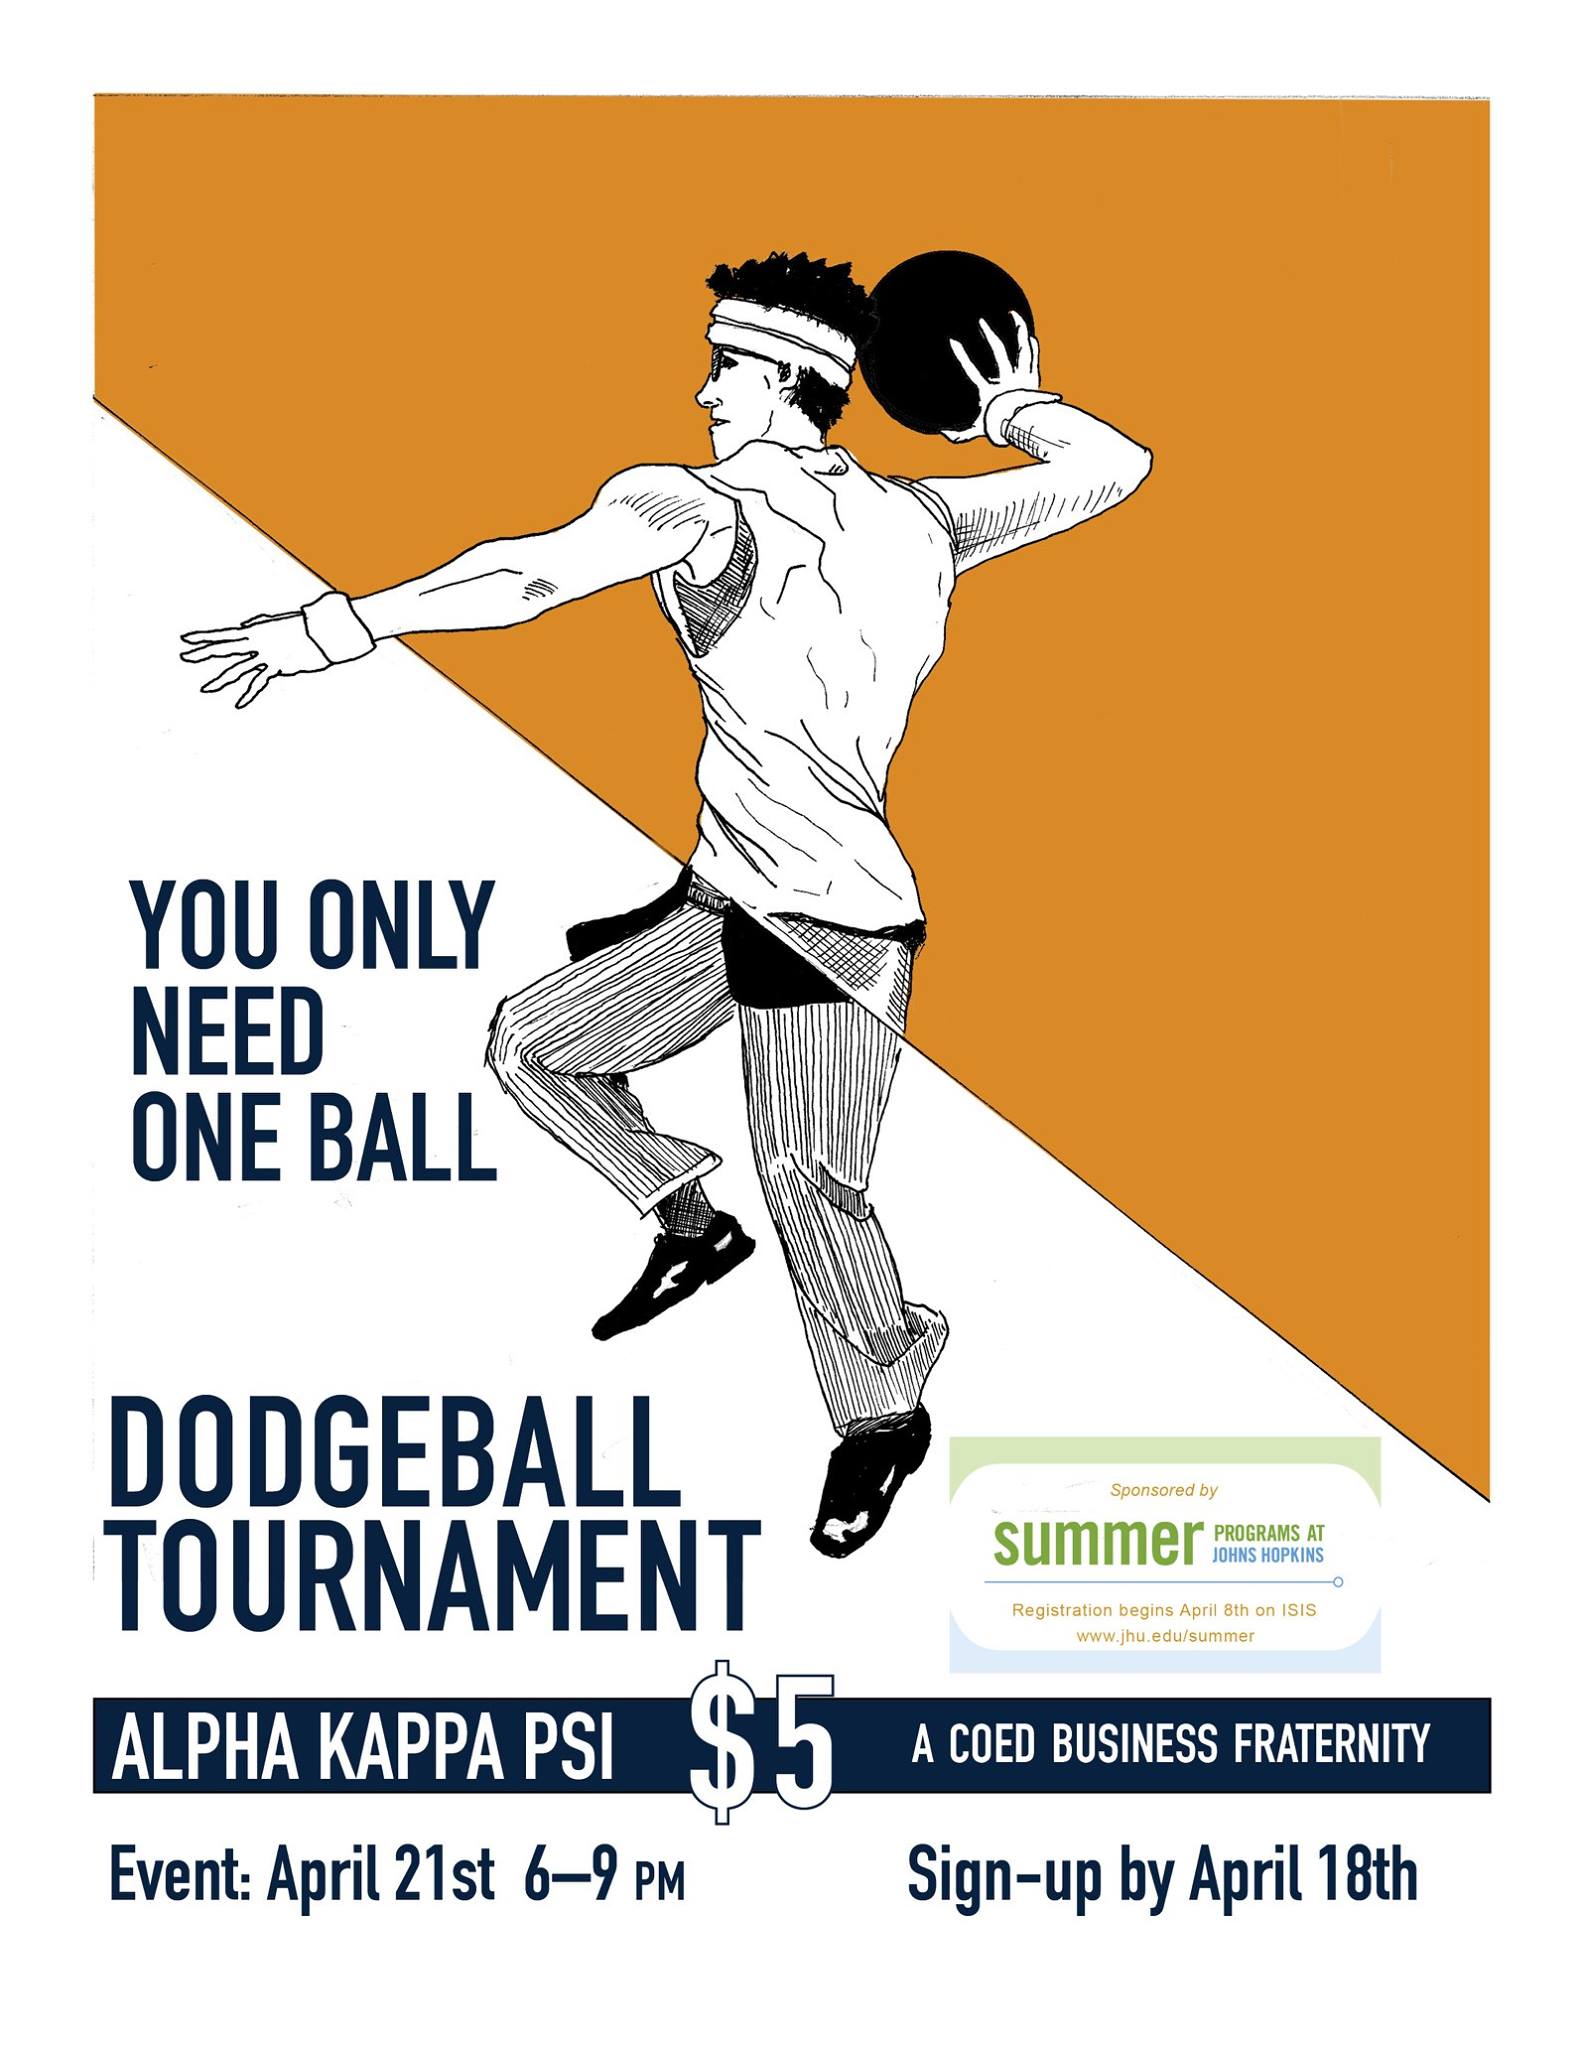 YOU ONLY
NEED
ONE BALL
DODGEBALL
TOURNAMENT
Sponsored by
summer PROGRAMS AT
JOHNS HOPKINS
Registration begins April 8th on ISIS
www.jhu.edu/summer
ALPHA KAPPA PSI $5 A COED BUSINESS FRATERNITY
Event: April 21st 6–9 PM
Sign-up by April 18th